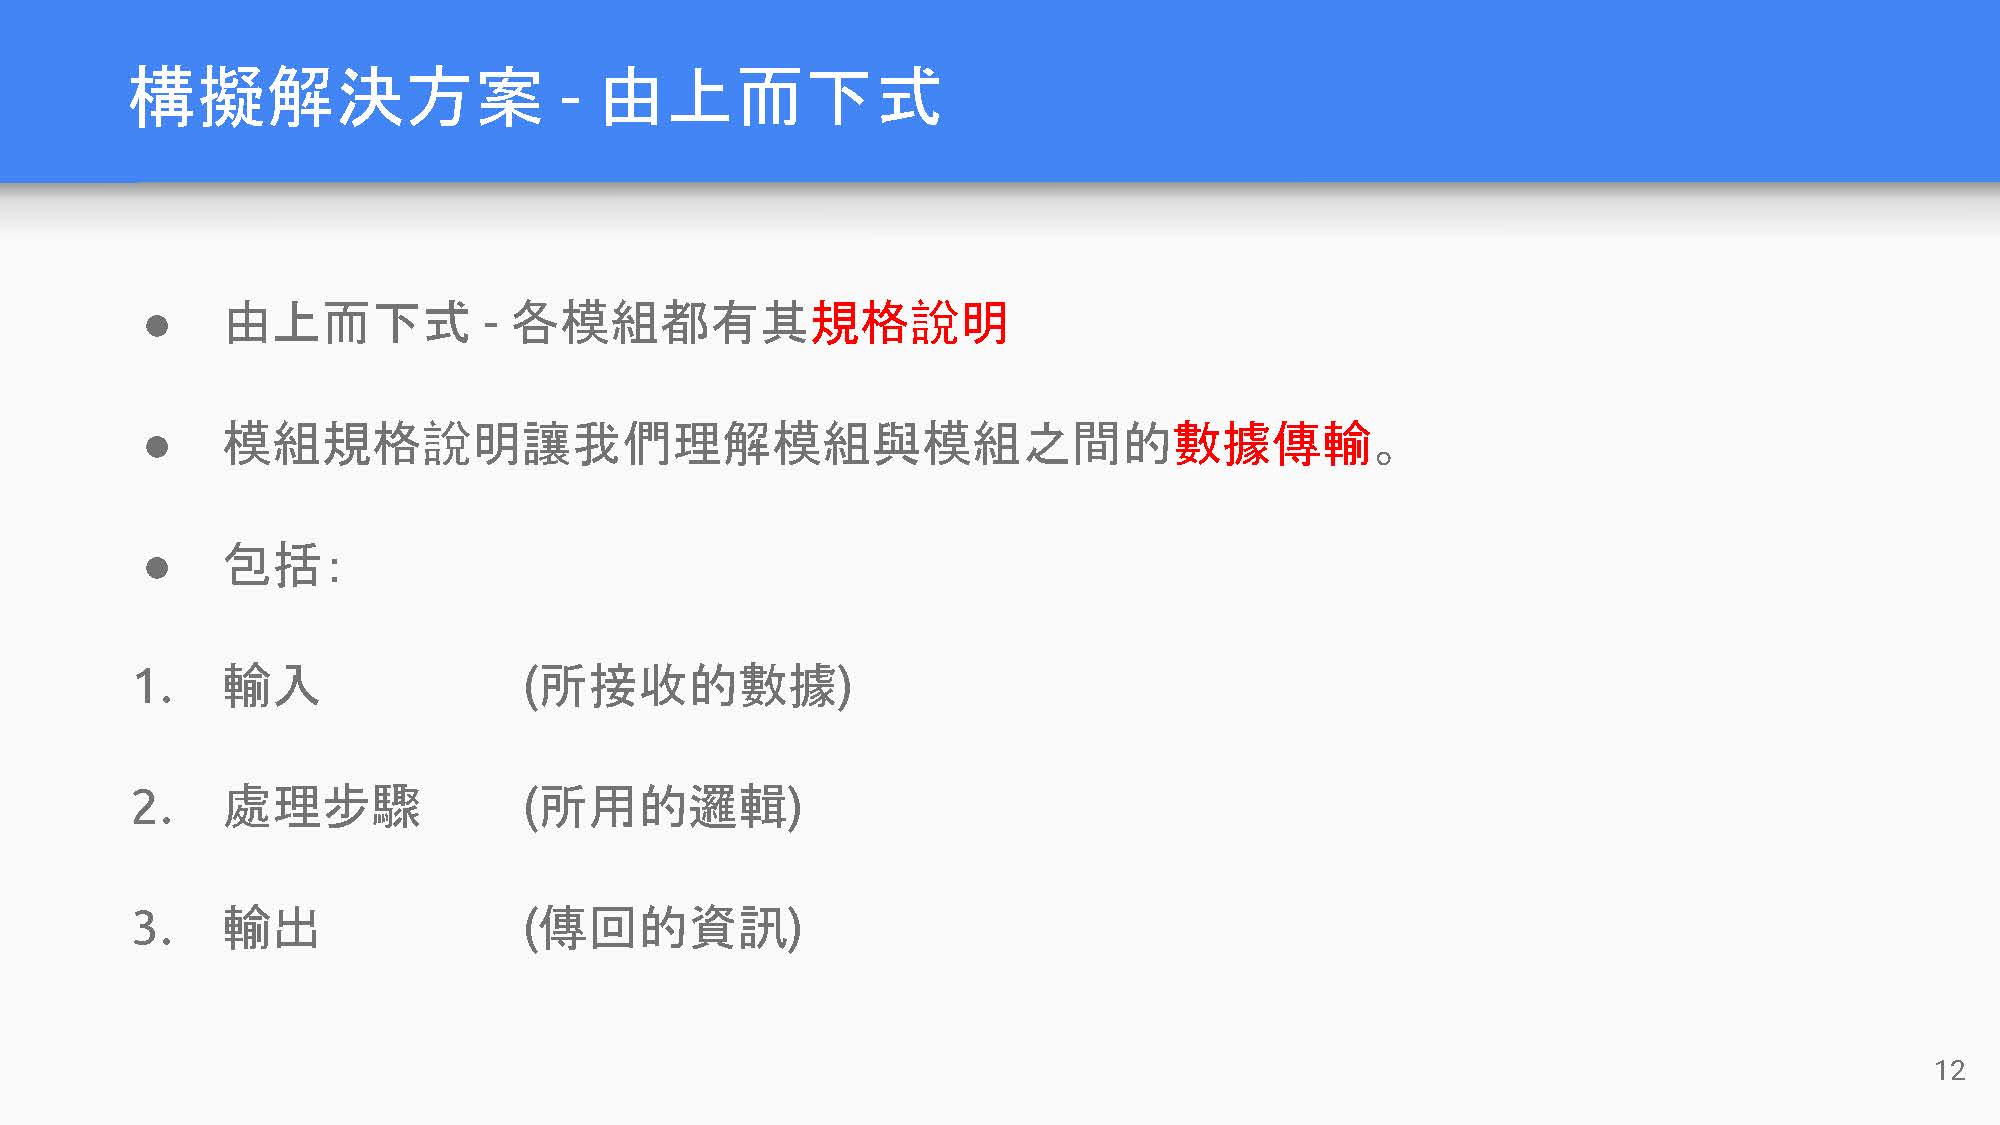 構擬解決方案 - 由上而下式
● 由上而下式 - 各模組都有其規格說明
● 模組規格說明讓我們理解模組與模組之間的數據傳輸。
● 包括：
1. 輸入 (所接收的數據)
2. 處理步驟 (所用的邏輯)
3. 輸出 (傳回的資訊)
12